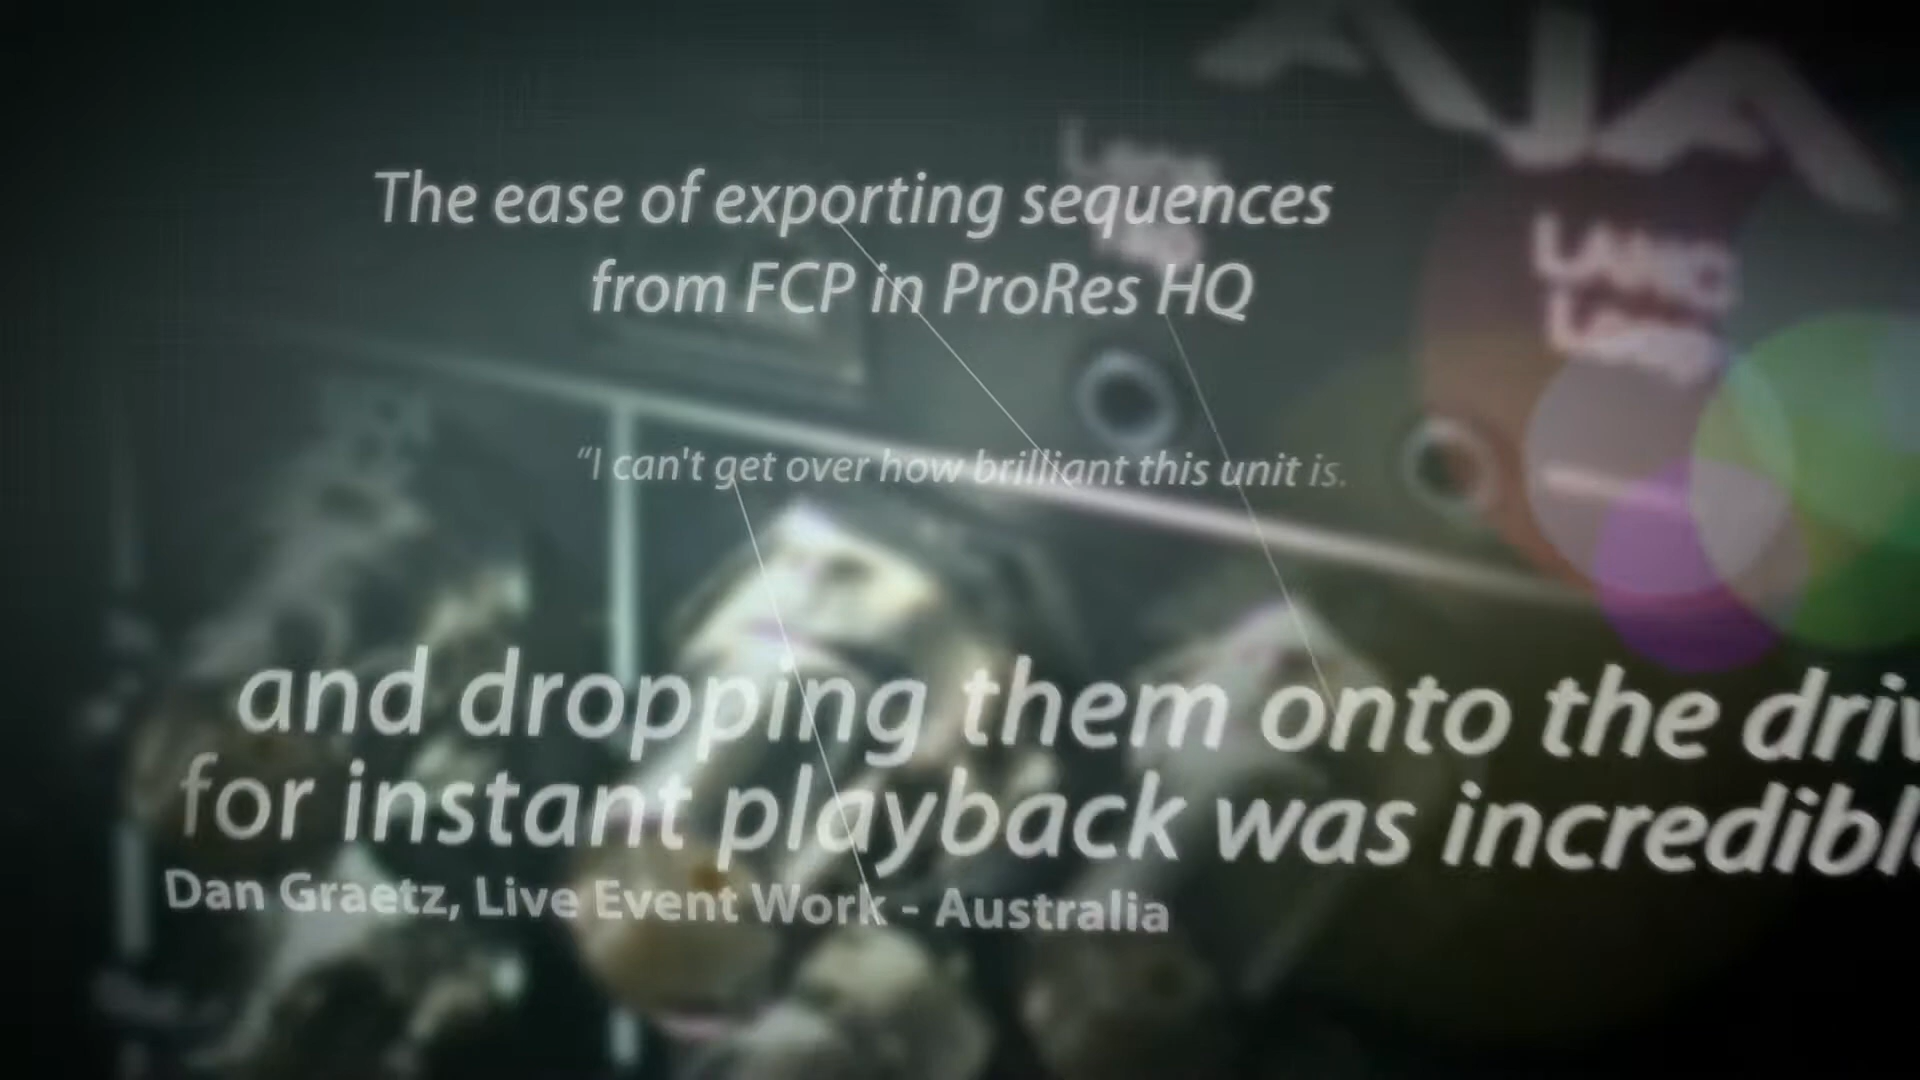 The ease of exporting sequences
from FCP in ProRes HQ
“I can't get over how brilliant this unit is.
and dropping them onto the driv
for instant playback was incredibl
Dan Graetz, Live Event Work - Australia